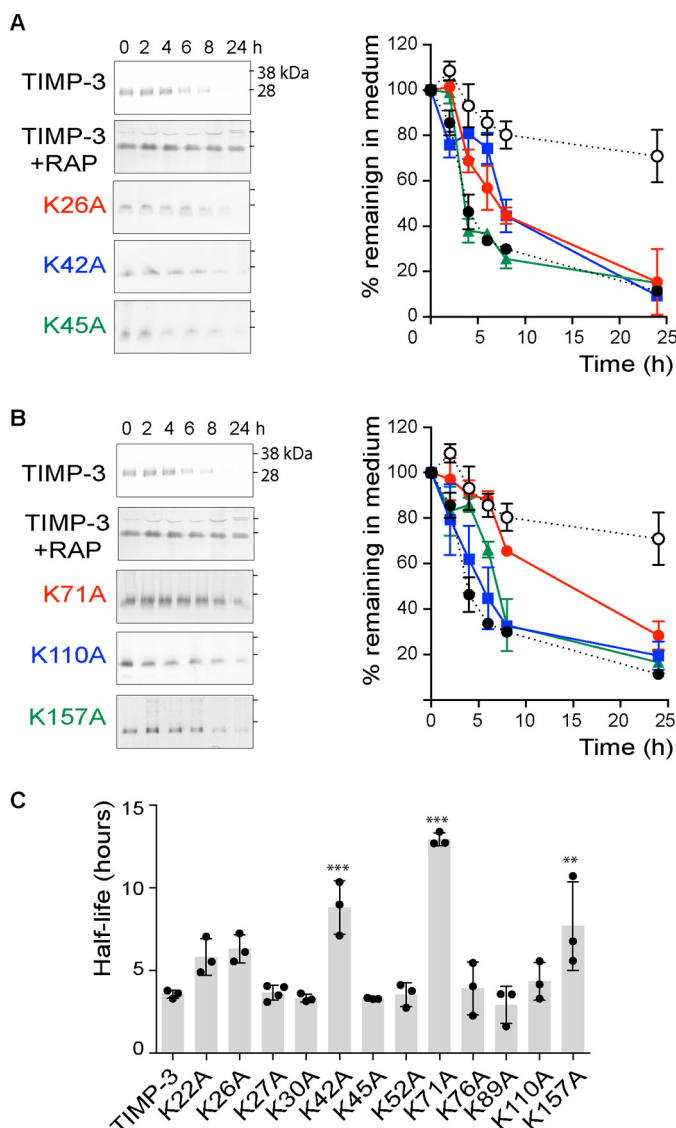 A
0 2 4 6 8 24 h
TIMP-3
38 kDa
28
TIMP-3
+RAP
K26A
K42A
K45A
% remainign in medum
120
100
80
60
40
20
0
0 5 10 15 20 25
Time (h)
B
0 2 4 6 8 24 h
TIMP-3
38 kDa
28
TIMP-3
+RAP
K71A
K110A
K157A
% remaining in medium
120
100
80
60
40
20
0 5 10 15 20 25
Time (h)
C
Half-life (hours)
15
10
5
0
***
***
**
TIMP-3
K22A
K26A
K27A
K30A
K42A
K45A
K52A
K71A
K76A
K89A
K110A
K157A